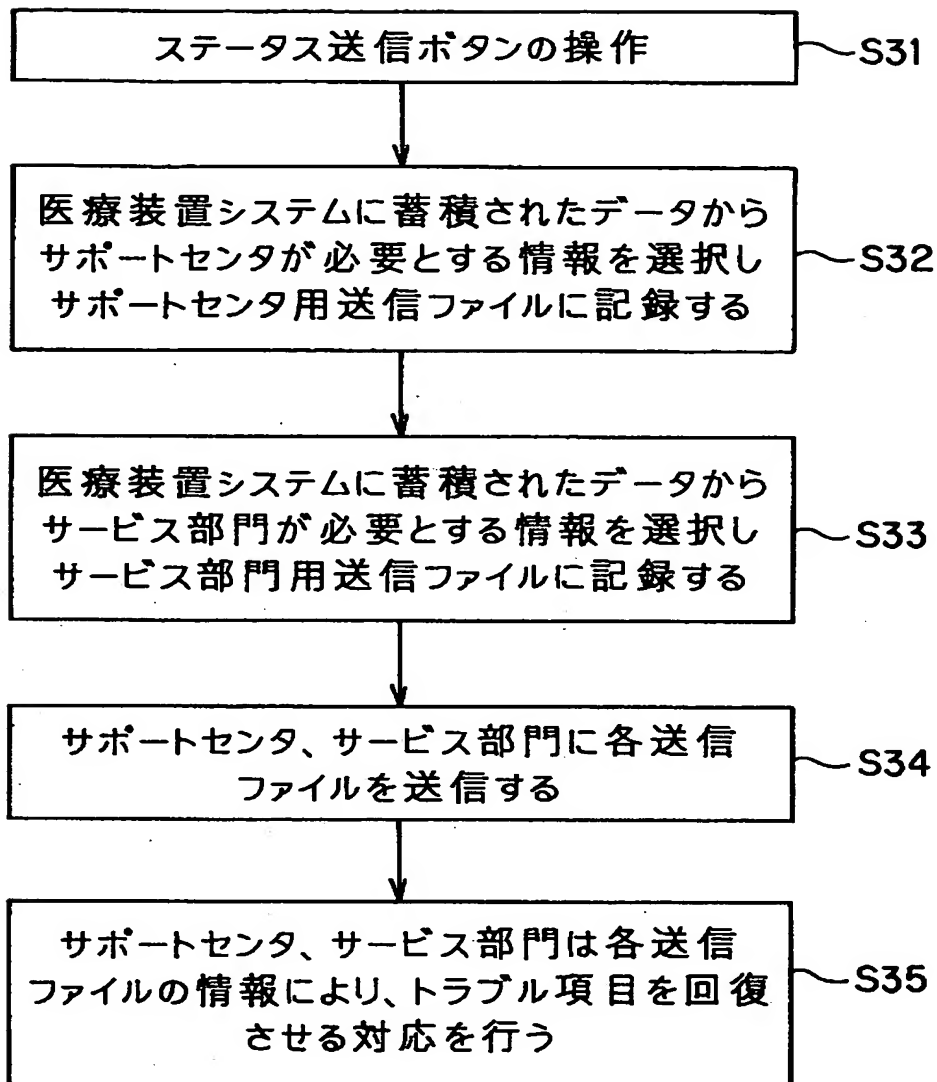 ステータス送信ボタンの操作
S31
医療装置システムに蓄積されたデータから
サポートセンタが必要とする情報を選択し
サポートセンタ用送信ファイルに記録する
S32
医療装置システムに蓄積されたデータから
サービス部門が必要とする情報を選択し
サービス部門用送信ファイルに記録する
S33
サポートセンタ、サービス部門に各送信
ファイルを送信する
S34
サポートセンタ、サービス部門は各送信
ファイルの情報により、トラブル項目を回復
させる対応を行う
S35